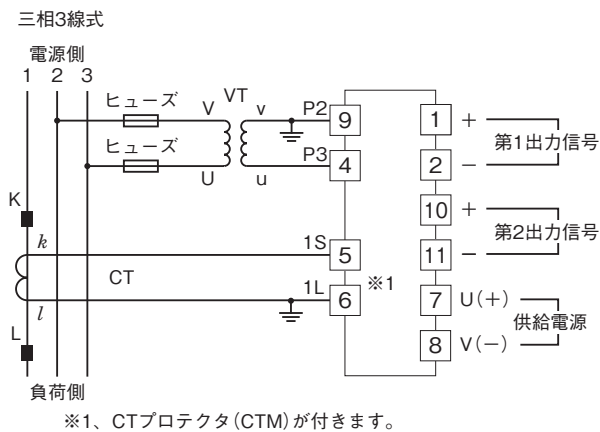 三相3線式
電源側
1 2 3
ヒューズ V VT v P2 9 1 +
第1出力信号
ヒューズ U u P3 4 2 −
10 +
第2出力信号
K k 1S 5 11 −
CT ※1
l 1L 6 7 U(+)
供給電源
L 8 V(−)
負荷側
※1、CTプロテクタ(CTM)が付きます。